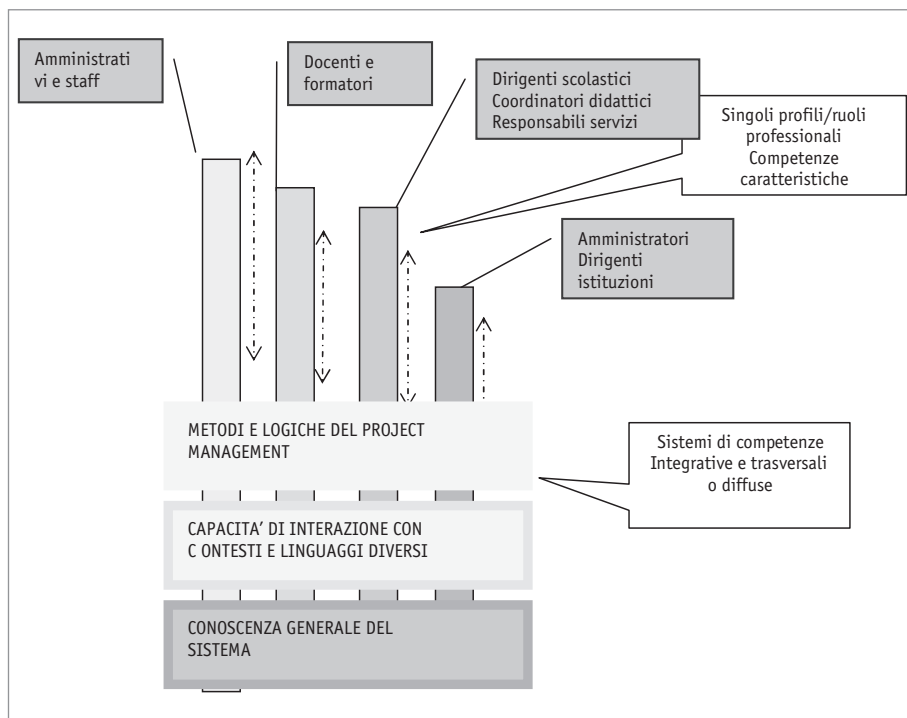 Amministrati
vi e staff
Docenti e
formatori
Dirigenti scolastici
Coordinatori didattici
Responsabili servizi
Singoli profili/ruoli
professionali
Competenze
caratteristiche
Amministratori
Dirigenti
istituzioni
METODI E LOGICHE DEL PROJECT
MANAGEMENT
Sistemi di competenze
Integrative e trasversali
o diffuse
CAPACITA' DI INTERAZIONE CON
C ONTESTI E LINGUAGGI DIVERSI
CONOSCENZA GENERALE DEL
SISTEMA